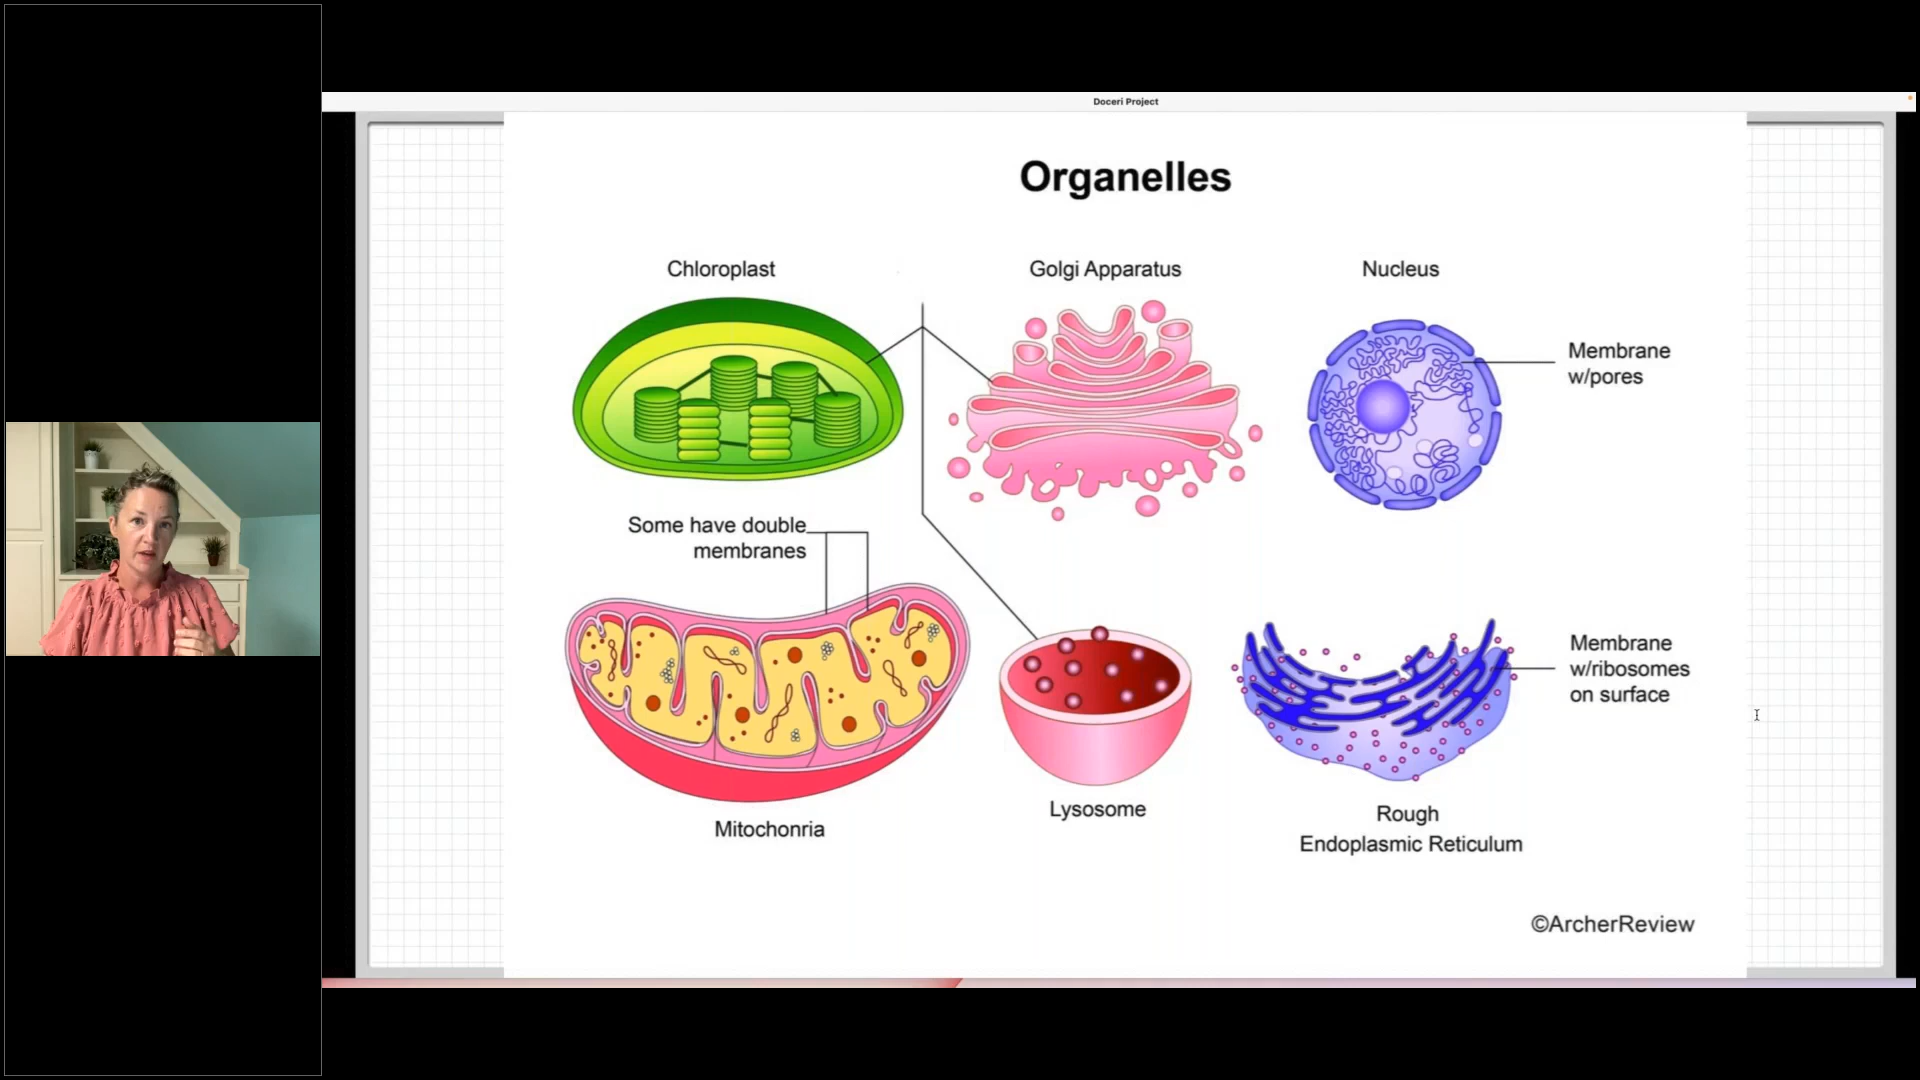 Doceri Project
Organelles
Chloroplast
Golgi Apparatus
Nucleus
Membrane
w/pores
Some have double
membranes
Membrane
w/ribosomes
on surface
Mitochonria
Lysosome
Rough
Endoplasmic Reticulum
©ArcherReview